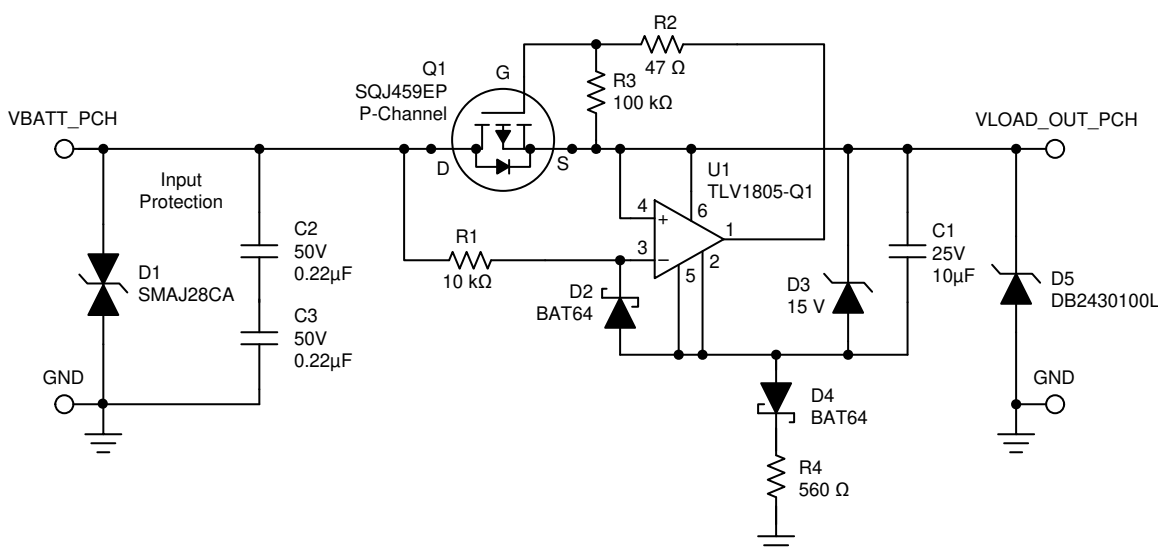 R2
47 Ω
Q1
SQJ459EP
P-Channel
G
R3
100 kΩ
VBATT_PCH
VLOAD_OUT_PCH
D
S
Input
Protection
U1
TLV1805-Q1
4
+
6
1
3
−
5
2
C2
50V
0.22µF
R1
10 kΩ
C1
25V
10µF
D1
SMAJ28CA
D2
BAT64
D3
15 V
D5
DB2430100L
C3
50V
0.22µF
GND
GND
D4
BAT64
R4
560 Ω